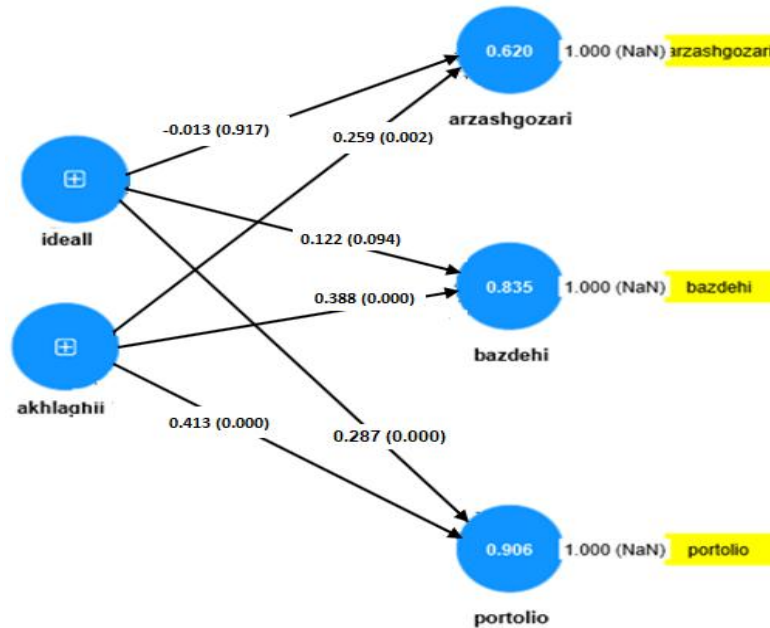 0.620
1.000 (NaN)
arzashgozari
arzashgozari
-0.013 (0.917)
0.259 (0.002)
ideall
0.122 (0.094)
0.835
1.000 (NaN)
bazdehi
0.388 (0.000)
bazdehi
akhlaghii
0.413 (0.000)
0.287 (0.000)
0.906
1.000 (NaN)
portolio
portolio